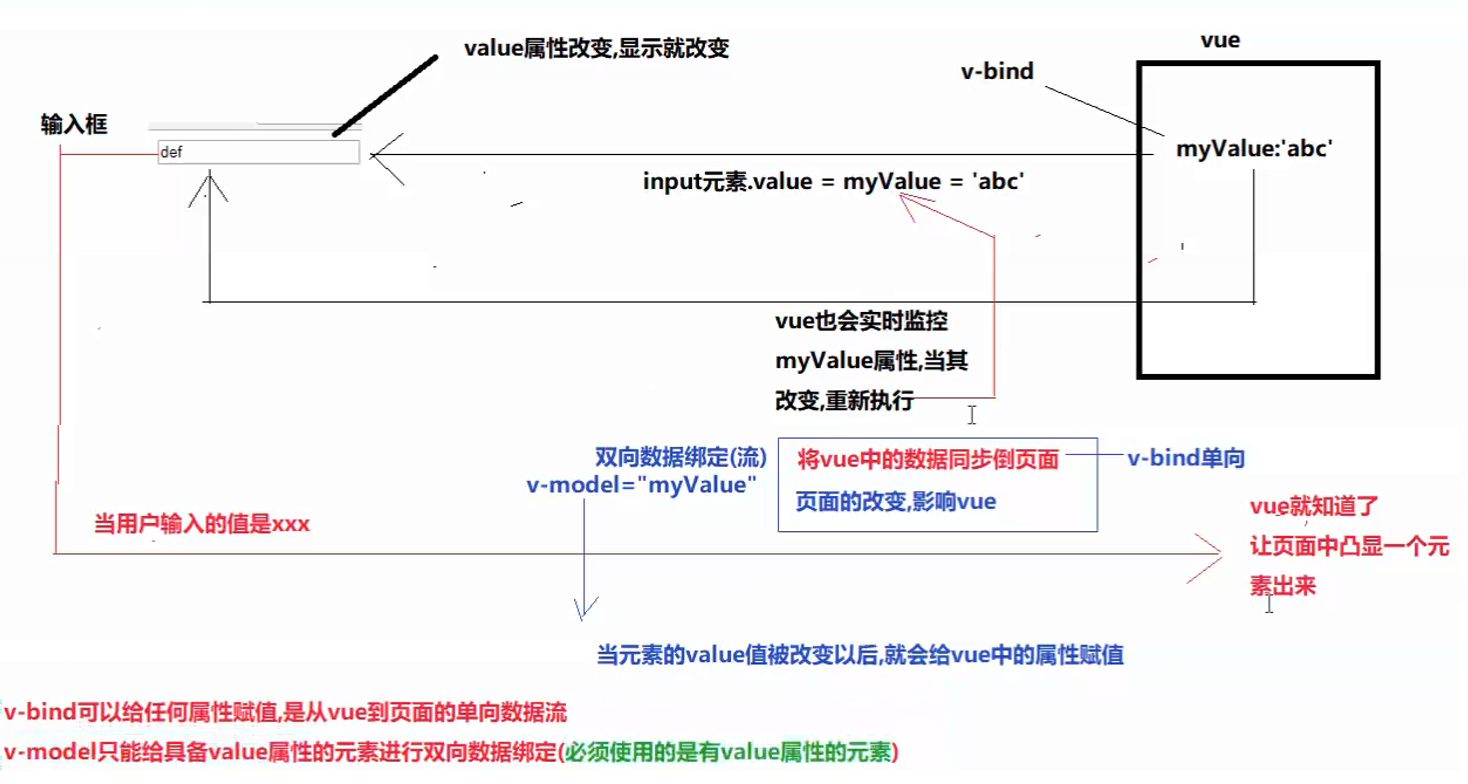 vue
value属性改变,显示就改变
v-bind
输入框
def
myValue:'abc'
input元素.value = myValue = 'abc'
vue也会实时监控
myValue属性,当其
改变,重新执行
双向数据绑定(流)
v-model="myValue"
将vue中的数据同步倒页面
页面的改变,影响vue
v-bind单向
当用户输入的值是xxx
vue就知道了
让页面中凸显一个元
素出来
当元素的value值被改变以后,就会给vue中的属性赋值
v-bind可以给任何属性赋值,是从vue到页面的单向数据流
v-model只能给具备value属性的元素进行双向数据绑定(必须使用的是有value属性的元素)